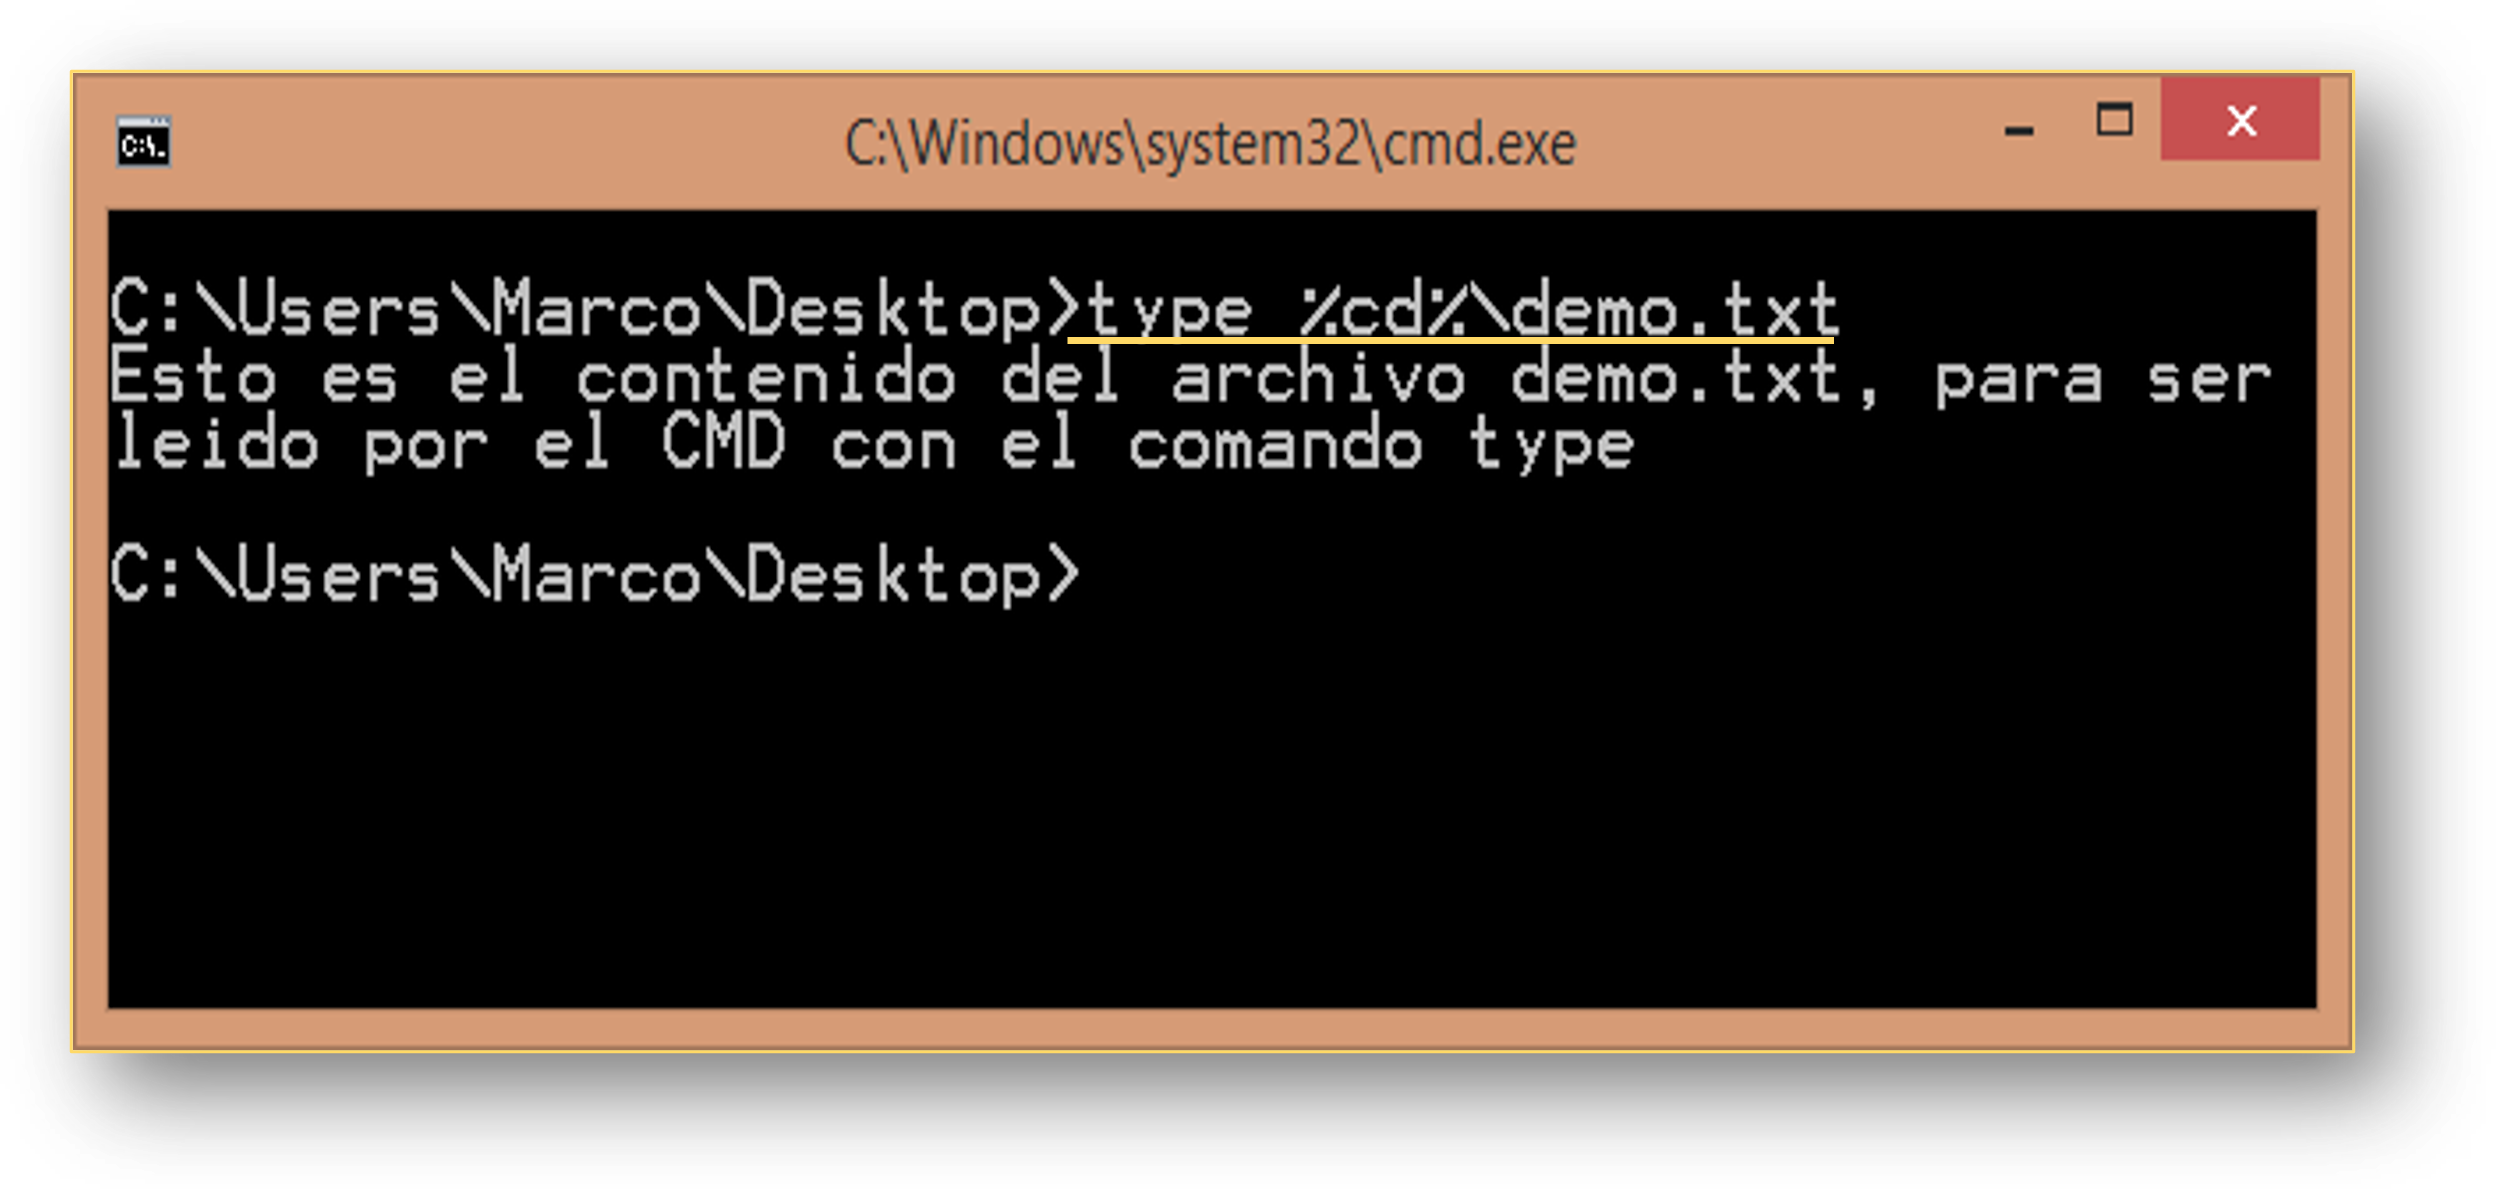 C:\Windows\system32\cmd.exe
C:\Users\Marco\Desktop>type %cd%\demo.txt
Esto es el contenido del archivo demo.txt, para ser
leido por el CMD con el comando type
C:\Users\Marco\Desktop>